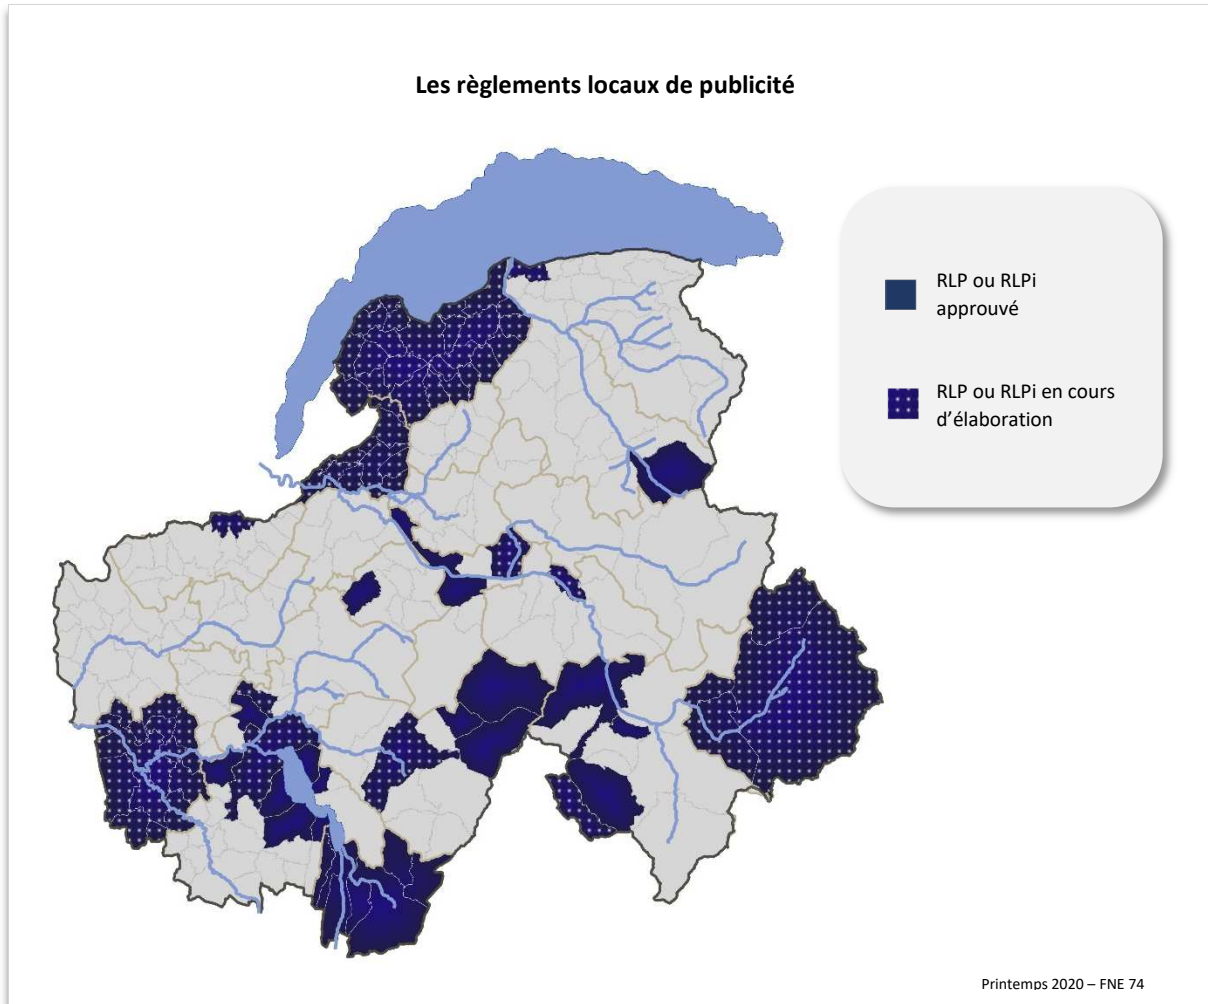 Les règlements locaux de publicité
RLP ou RLPi
approuvé
RLP ou RLPi en cours
d’élaboration
Printemps 2020 – FNE 74